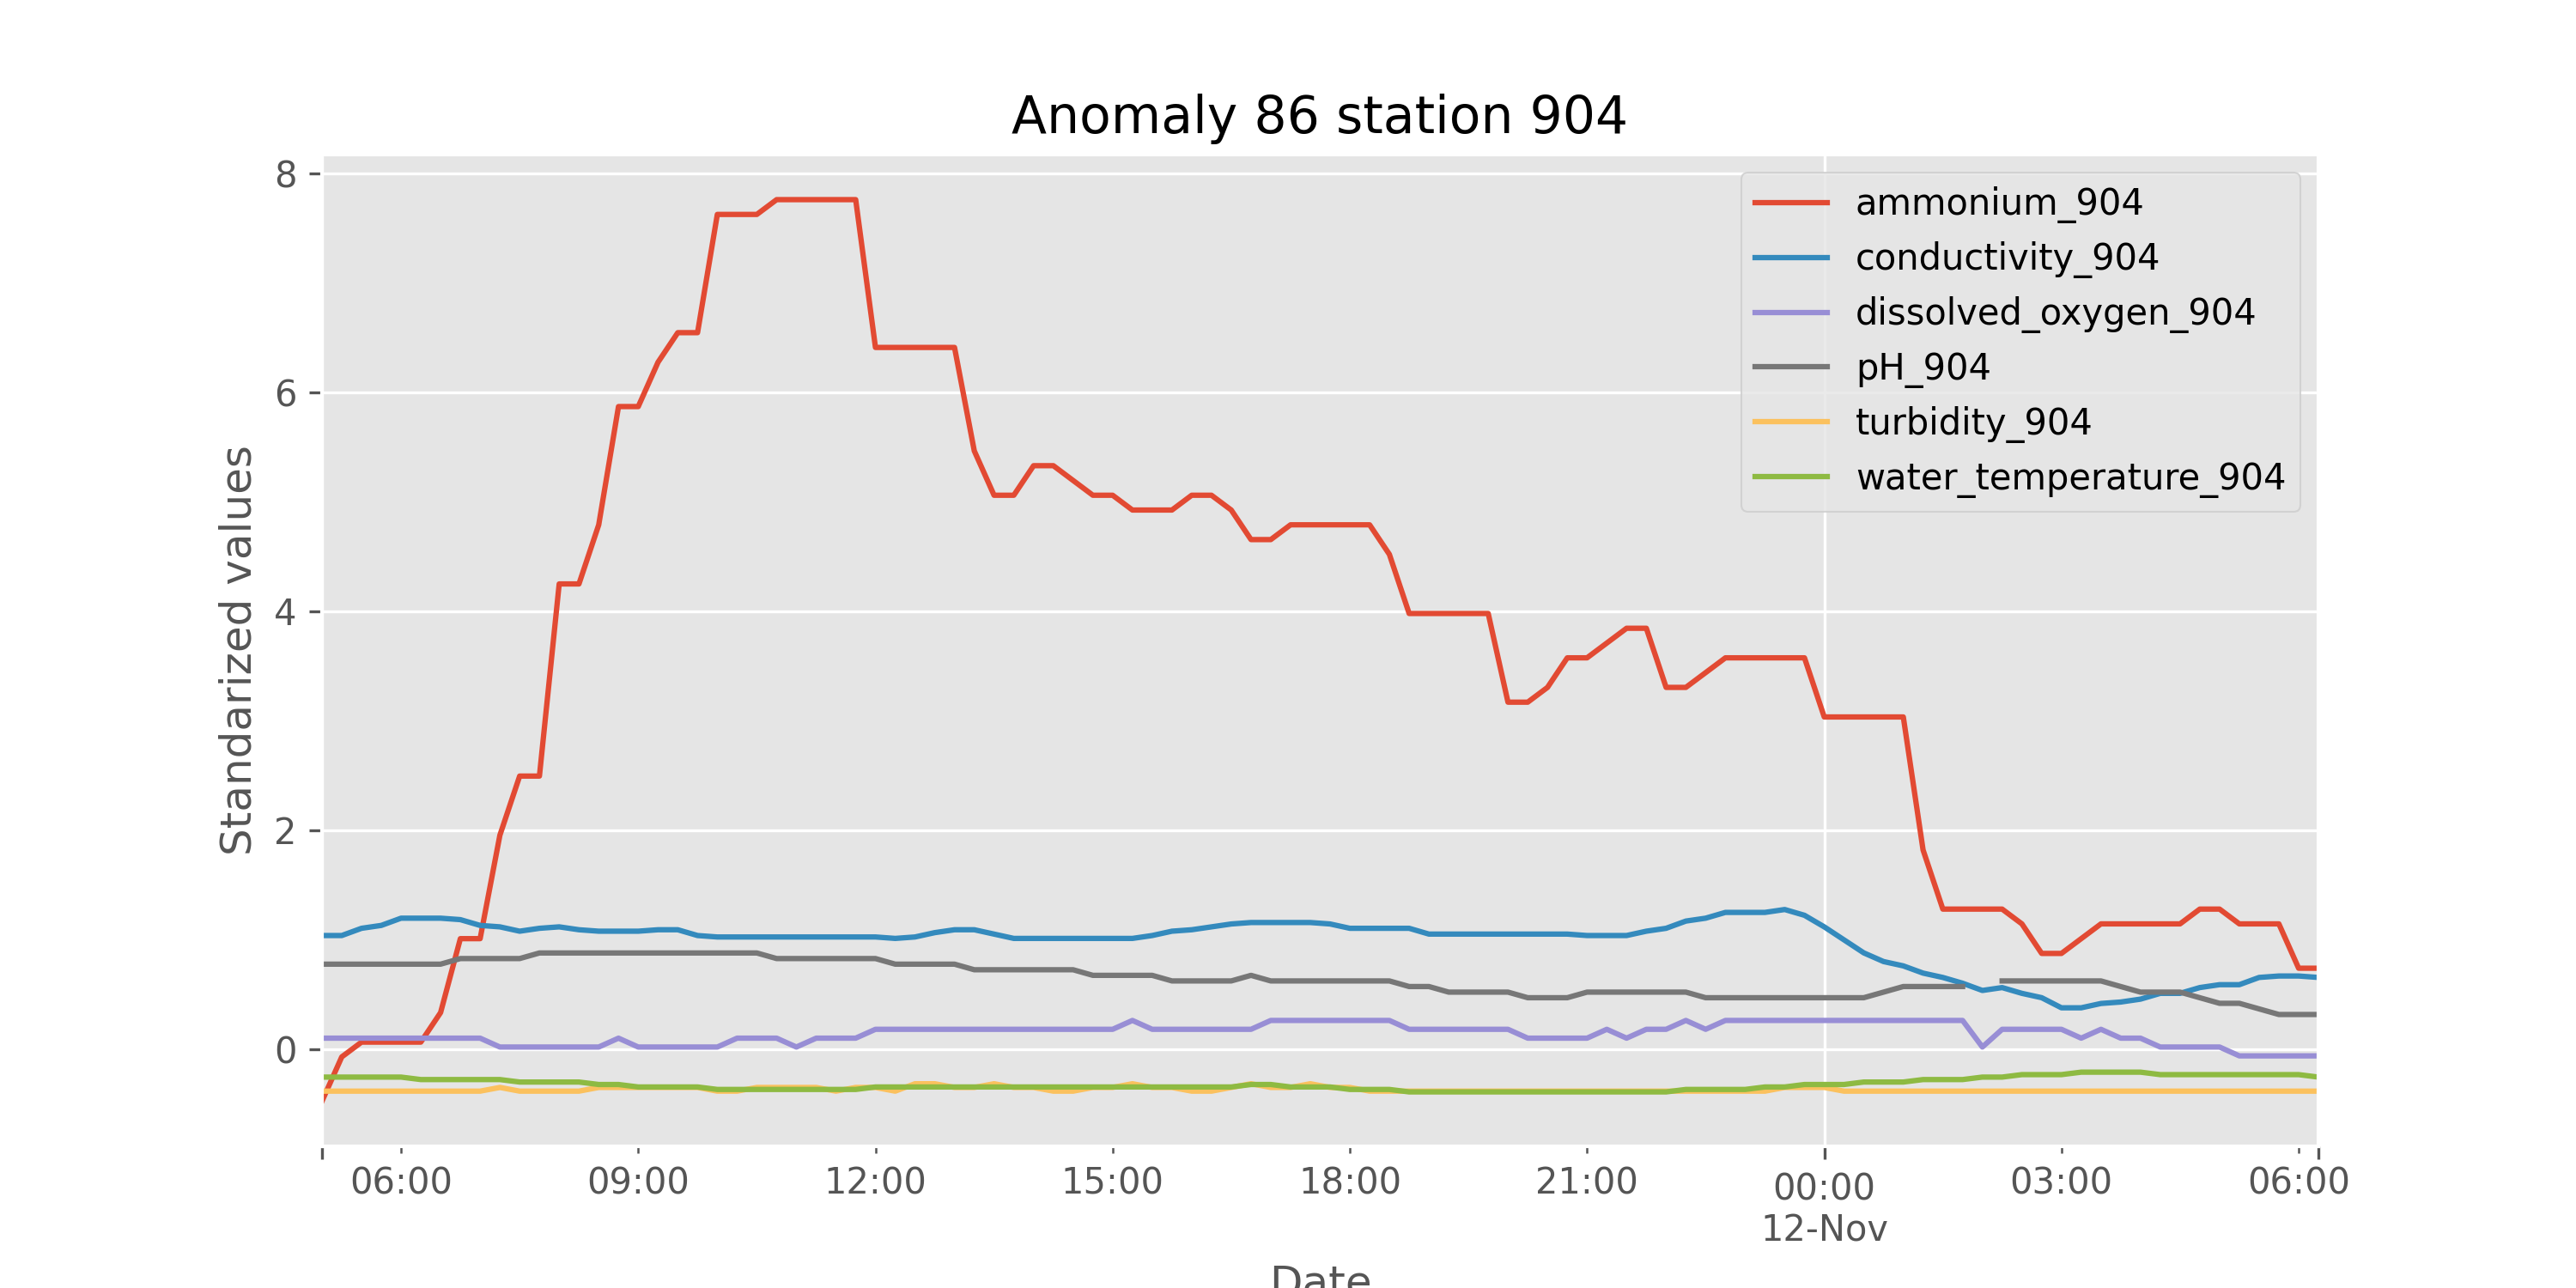 Anomaly 86 station 904
8
6
4
2
0
Standarized values
ammonium_904
conductivity_904
dissolved_oxygen_904
pH_904
turbidity_904
water_temperature_904
06:00 09:00 12:00 15:00 18:00 21:00 00:00 03:00 06:00
12-Nov
Date